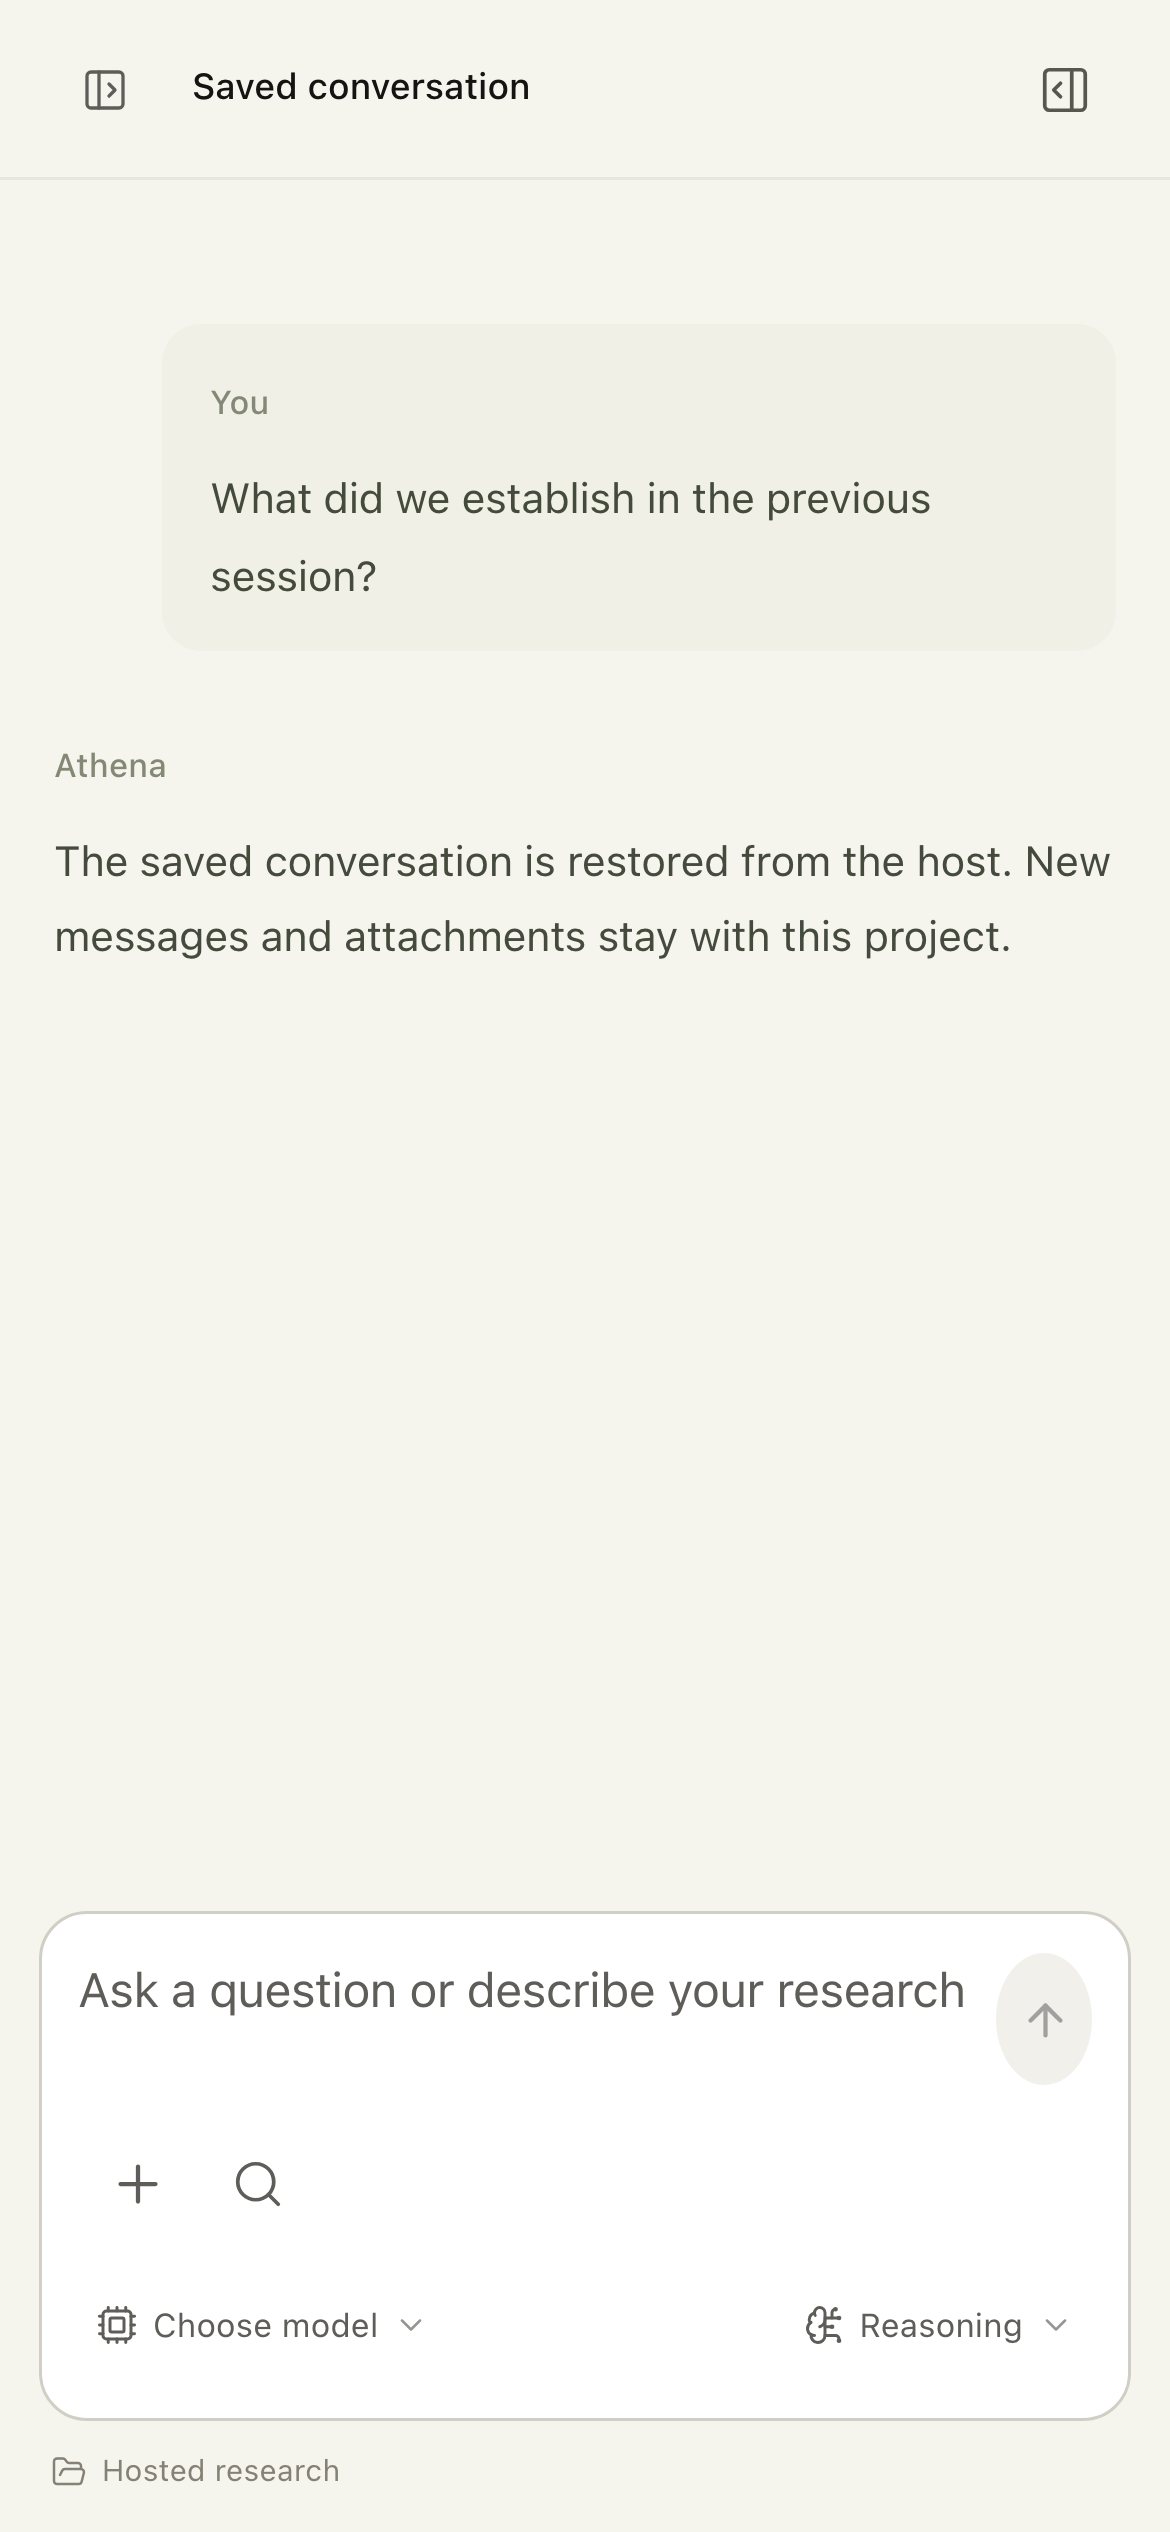 Saved conversation
You
What did we establish in the previous
session?
Athena
The saved conversation is restored from the host. New
messages and attachments stay with this project.
Ask a question or describe your research
Choose model
Reasoning
Hosted research